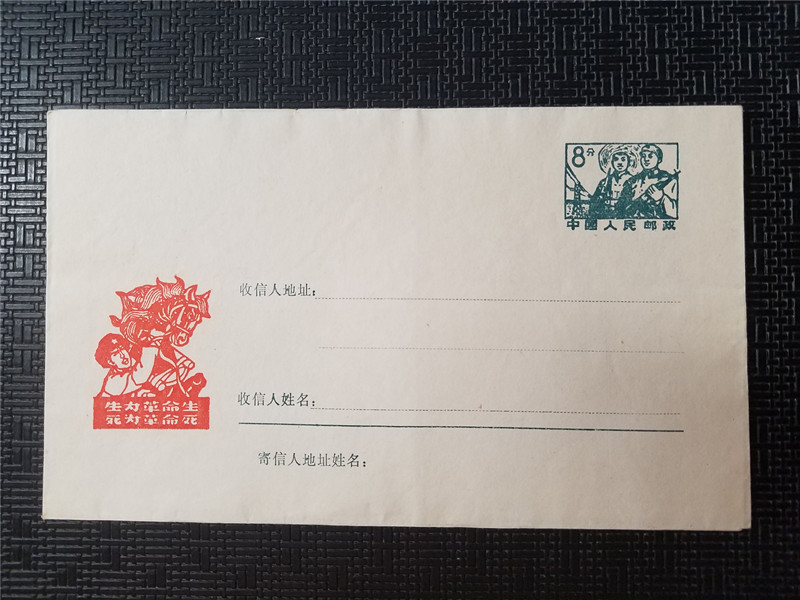 8分
中國人民邮政
收信人地址：
收信人姓名：
生为革命生
死为革命死
寄信人地址姓名：